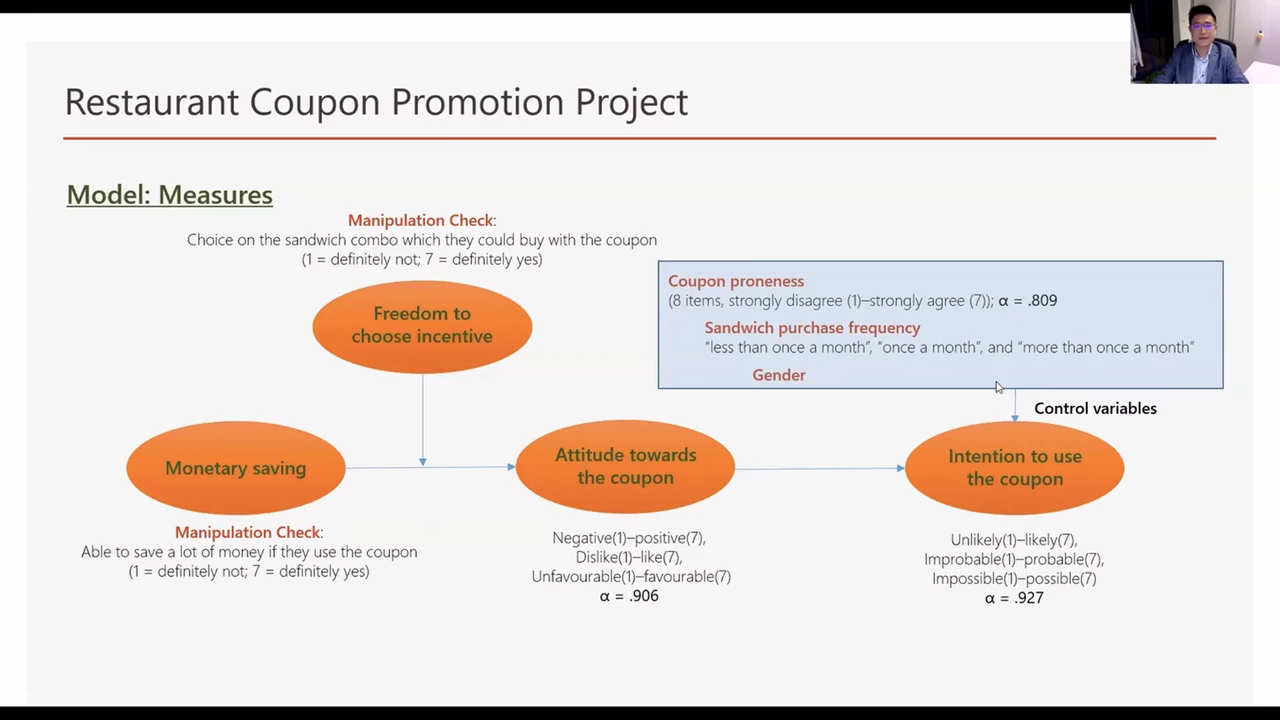 Restaurant Coupon Promotion Project
Model: Measures
Manipulation Check:
Choice on the sandwich combo which they could buy with the coupon
(1 = definitely not; 7 = definitely yes)
Freedom to
choose incentive
Coupon proneness
(8 items, strongly disagree (1)–strongly agree (7)); α = .809
Sandwich purchase frequency
“less than once a month”, “once a month”, and “more than once a month”
Gender
Control variables
Monetary saving
Attitude towards
the coupon
Intention to use
the coupon
Manipulation Check:
Able to save a lot of money if they use the coupon
(1 = definitely not; 7 = definitely yes)
Negative(1)–positive(7),
Dislike(1)–like(7),
Unfavourable(1)–favourable(7)
α = .906
Unlikely(1)–likely(7),
Improbable(1)–probable(7),
Impossible(1)–possible(7)
α = .927